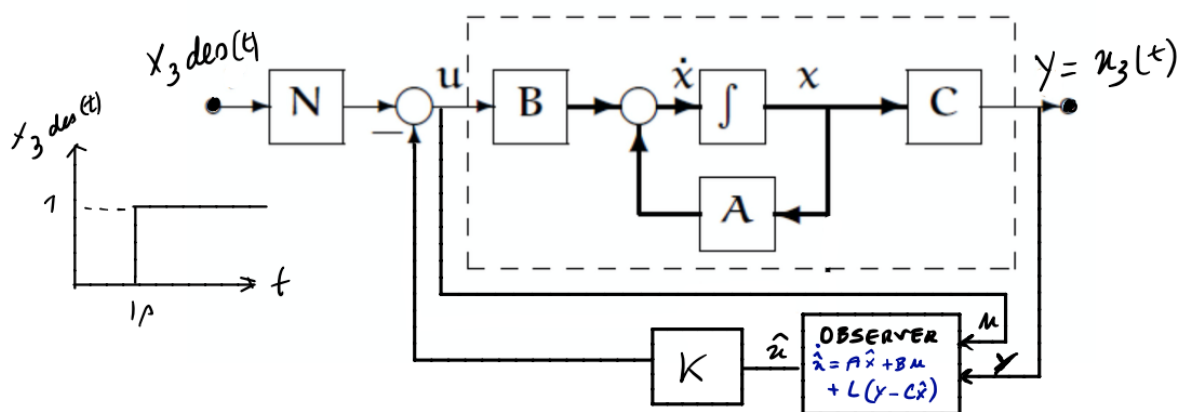 x₃ des(t)
N
−
u
B
ẋ
∫
x
A
C
y = x₃(t)
x₃ des(t)
1
t
1s
K
x̂
OBSERVER
x̂̇ = Ax̂ + Bu
+ L(y − Cx̂)
u
y